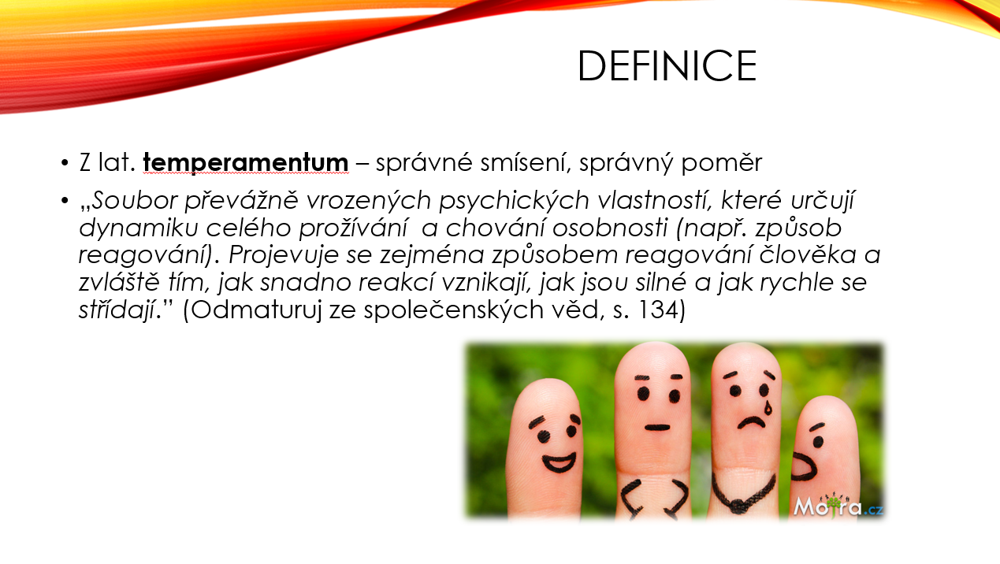 DEFINICE
• Z lat. temperamentum – správné smísení, správný poměr
• „Soubor převážně vrozených psychických vlastností, které určují
dynamiku celého prožívání  a chování osobnosti (např. způsob
reagování). Projevuje se zejména způsobem reagování člověka a
zvláště tím, jak snadno reakcí vznikají, jak jsou silné a jak rychle se
střídají.” (Odmaturuj ze společenských věd, s. 134)
Mojra.cz